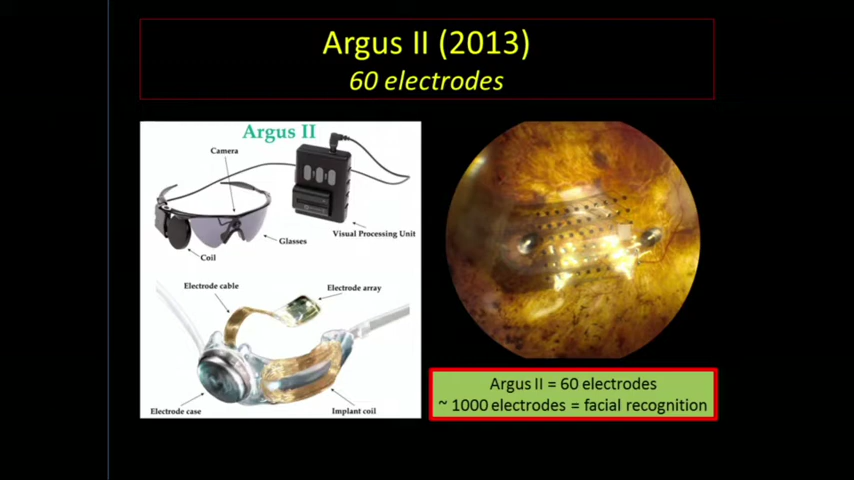 Argus II (2013)
60 electrodes
Argus II
Camera
Visual Processing Unit
Glasses
Coil
Electrode cable
Electrode array
Electrode case
Implant coil
Argus II = 60 electrodes
~ 1000 electrodes = facial recognition